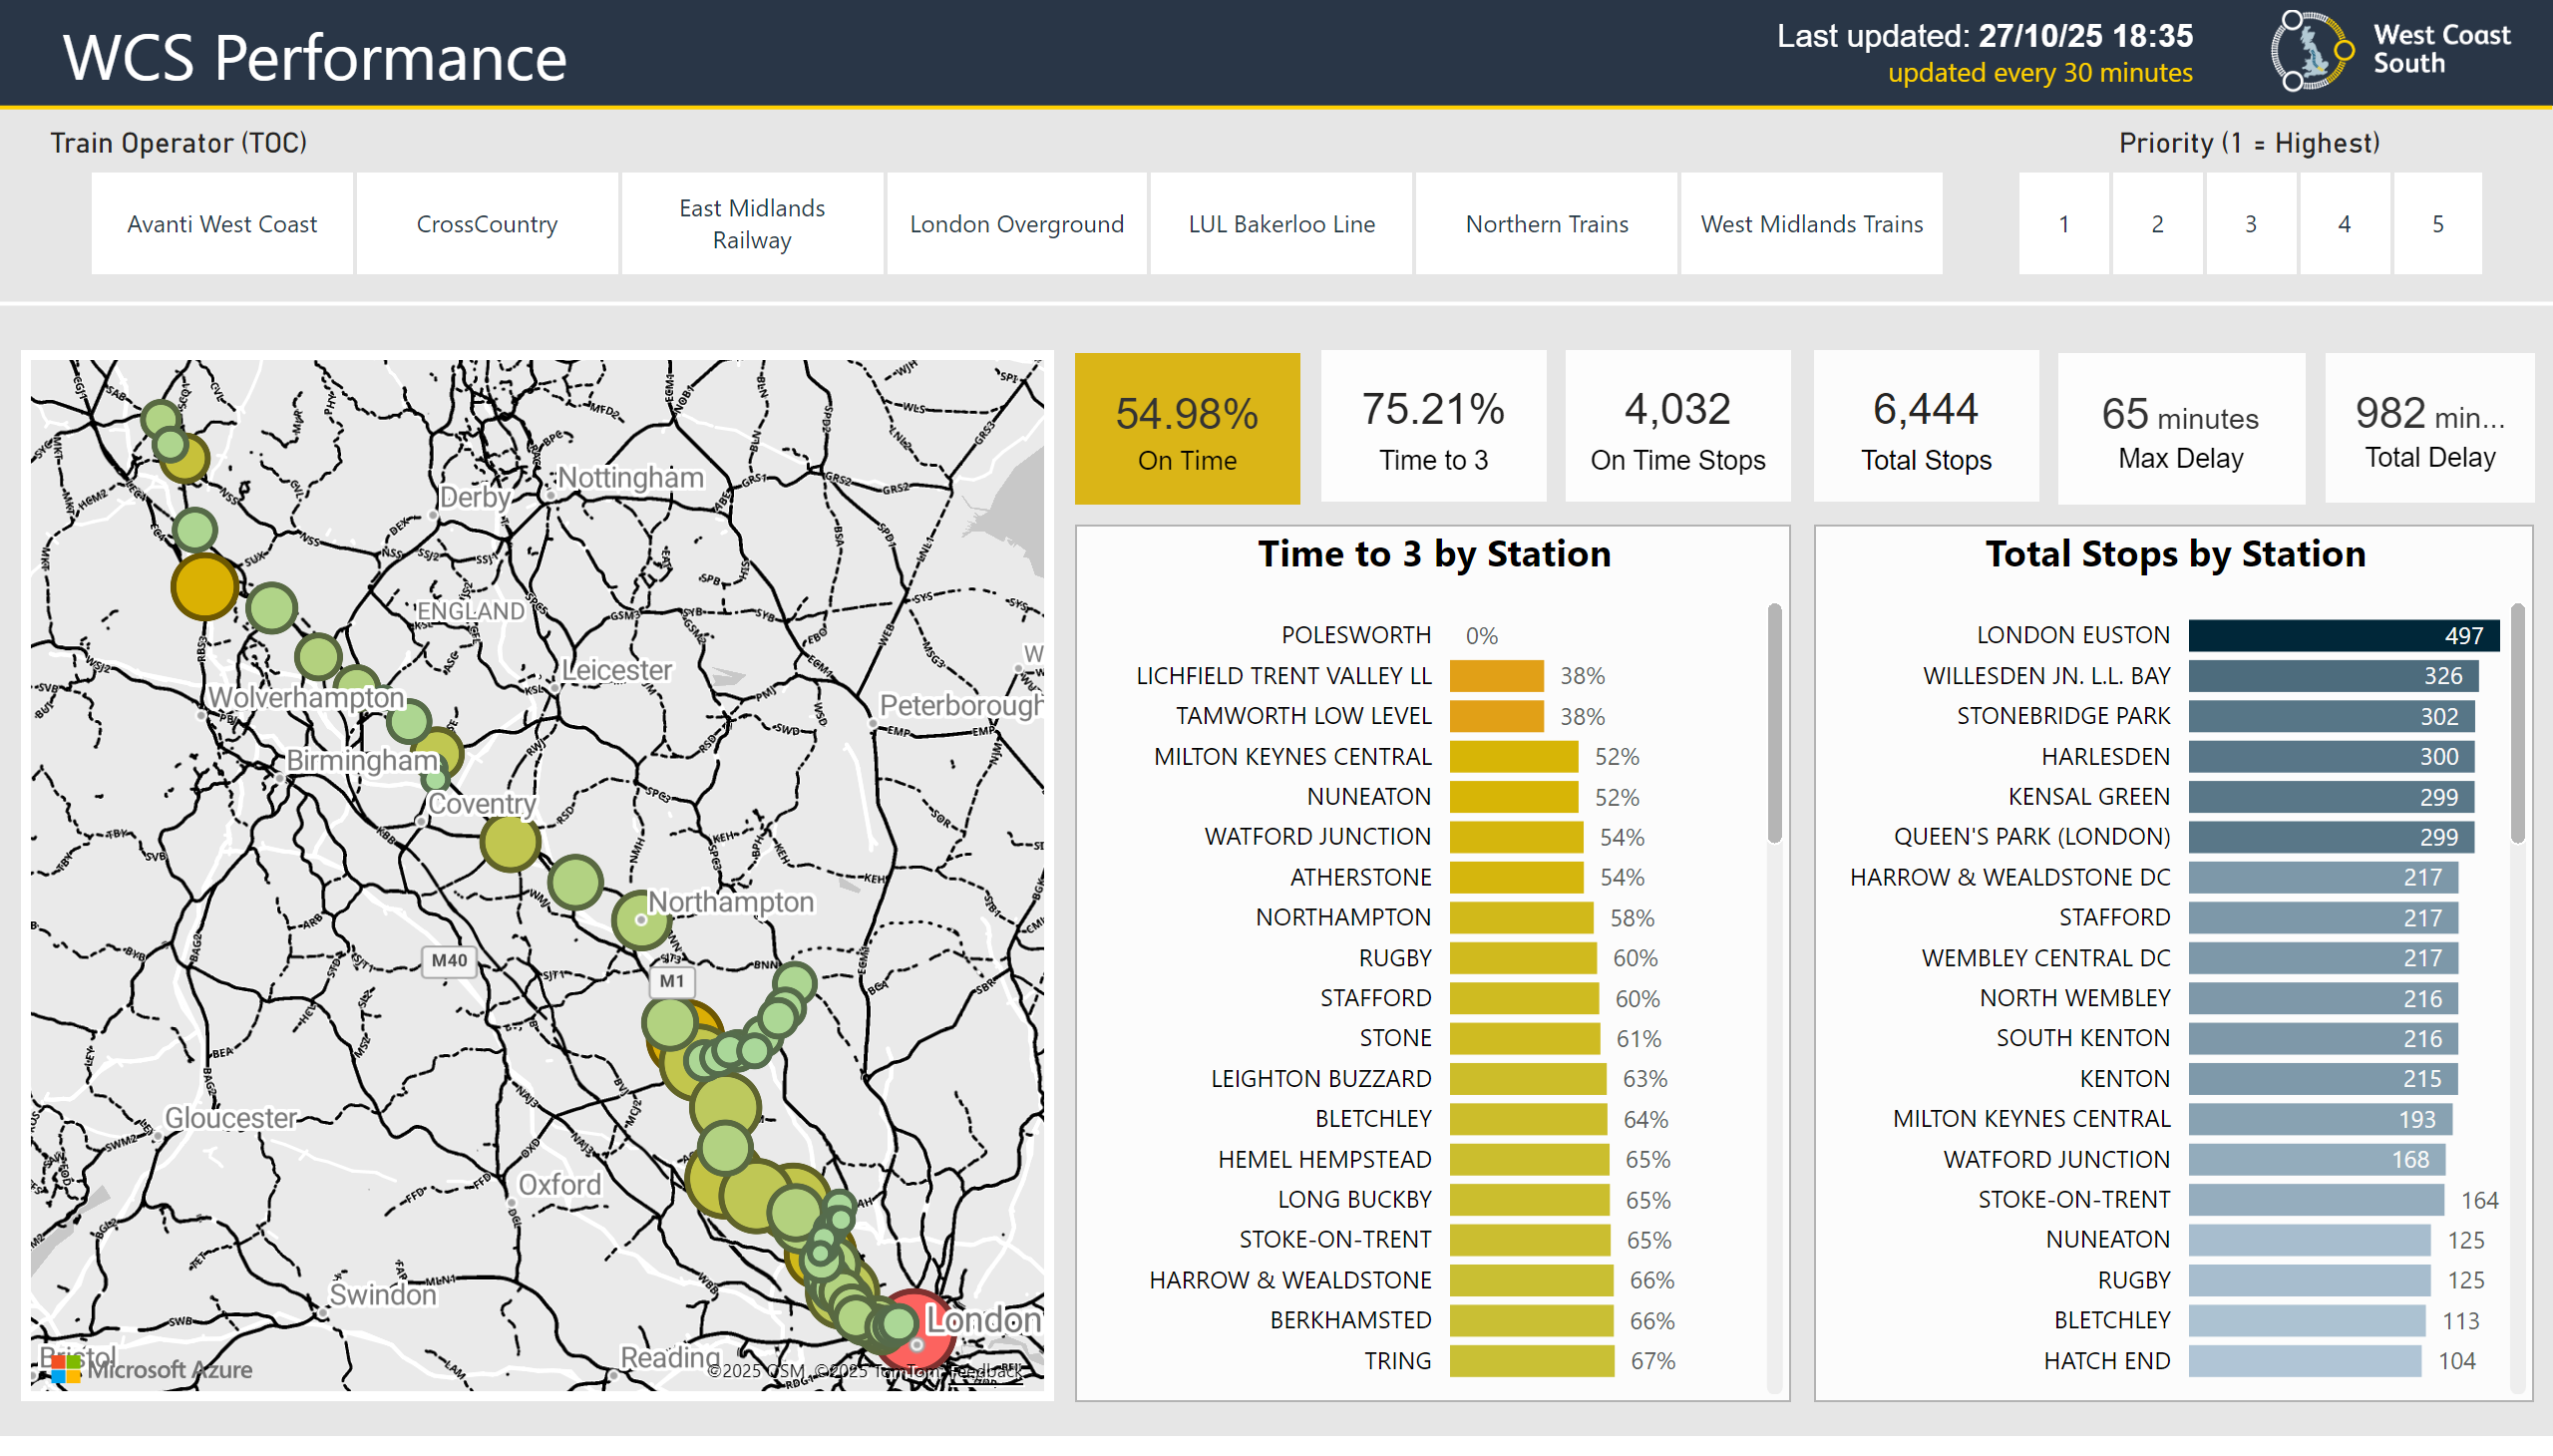 WCS Performance
Last updated: 27/10/25 18:35
updated every 30 minutes
West Coast
South
Train Operator (TOC)
Priority (1 = Highest)
Avanti West Coast
CrossCountry
East Midlands
Railway
London Overground
LUL Bakerloo Line
Northern Trains
West Midlands Trains
1
2
3
4
5
54.98%
On Time
75.21%
Time to 3
4,032
On Time Stops
6,444
Total Stops
65 minutes
Max Delay
982 min...
Total Delay
Nottingham
Derby
ENGLAND
Leicester
Wolverhampton
Peterborough
Birmingham
Coventry
Northampton
M40
M1
Gloucester
Oxford
Swindon
London
Bristol
Reading
Microsoft Azure
©2025 OSM, ©2025 TomTom Feedback
Time to 3 by Station
POLESWORTH 0%
LICHFIELD TRENT VALLEY LL 38%
TAMWORTH LOW LEVEL 38%
MILTON KEYNES CENTRAL 52%
NUNEATON 52%
WATFORD JUNCTION 54%
ATHERSTONE 54%
NORTHAMPTON 58%
RUGBY 60%
STAFFORD 60%
STONE 61%
LEIGHTON BUZZARD 63%
BLETCHLEY 64%
HEMEL HEMPSTEAD 65%
LONG BUCKBY 65%
STOKE-ON-TRENT 65%
HARROW & WEALDSTONE 66%
BERKHAMSTED 66%
TRING 67%
Total Stops by Station
LONDON EUSTON 497
WILLESDEN JN. L.L. BAY 326
STONEBRIDGE PARK 302
HARLESDEN 300
KENSAL GREEN 299
QUEEN'S PARK (LONDON) 299
HARROW & WEALDSTONE DC 217
STAFFORD 217
WEMBLEY CENTRAL DC 217
NORTH WEMBLEY 216
SOUTH KENTON 216
KENTON 215
MILTON KEYNES CENTRAL 193
WATFORD JUNCTION 168
STOKE-ON-TRENT 164
NUNEATON 125
RUGBY 125
BLETCHLEY 113
HATCH END 104